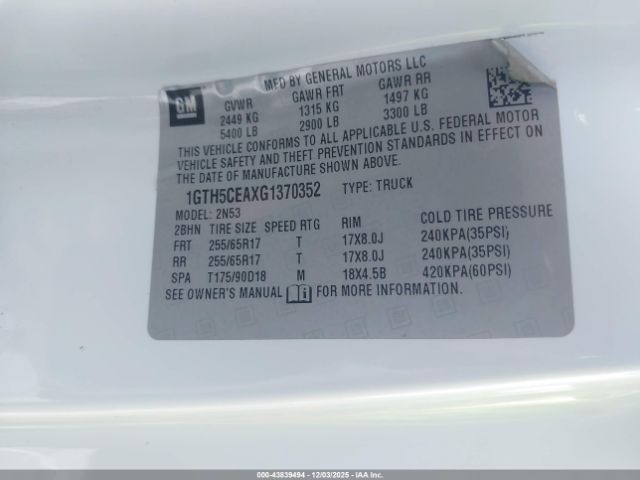 MFD BY GENERAL MOTORS LLC
GM
GVWR GAWR FRT GAWR RR
2449 KG 1315 KG 1497 KG
5400 LB 2900 LB 3300 LB
THIS VEHICLE CONFORMS TO ALL APPLICABLE U.S. FEDERAL MOTOR
VEHICLE SAFETY AND THEFT PREVENTION STANDARDS IN EFFECT ON
THE DATE OF MANUFACTURE SHOWN ABOVE.
1GTH5CEAXG1370352 TYPE: TRUCK
MODEL: 2N53
2BHN TIRE SIZE SPEED RTG RIM COLD TIRE PRESSURE
FRT 255/65R17 T 17X8.0J 240KPA(35PSI)
RR 255/65R17 T 17X8.0J 240KPA(35PSI)
SPA T175/90D18 M 18X4.5B 420KPA(60PSI)
SEE OWNER'S MANUAL FOR MORE INFORMATION.
000-43839494 - 12/03/2025 - IAA Inc.